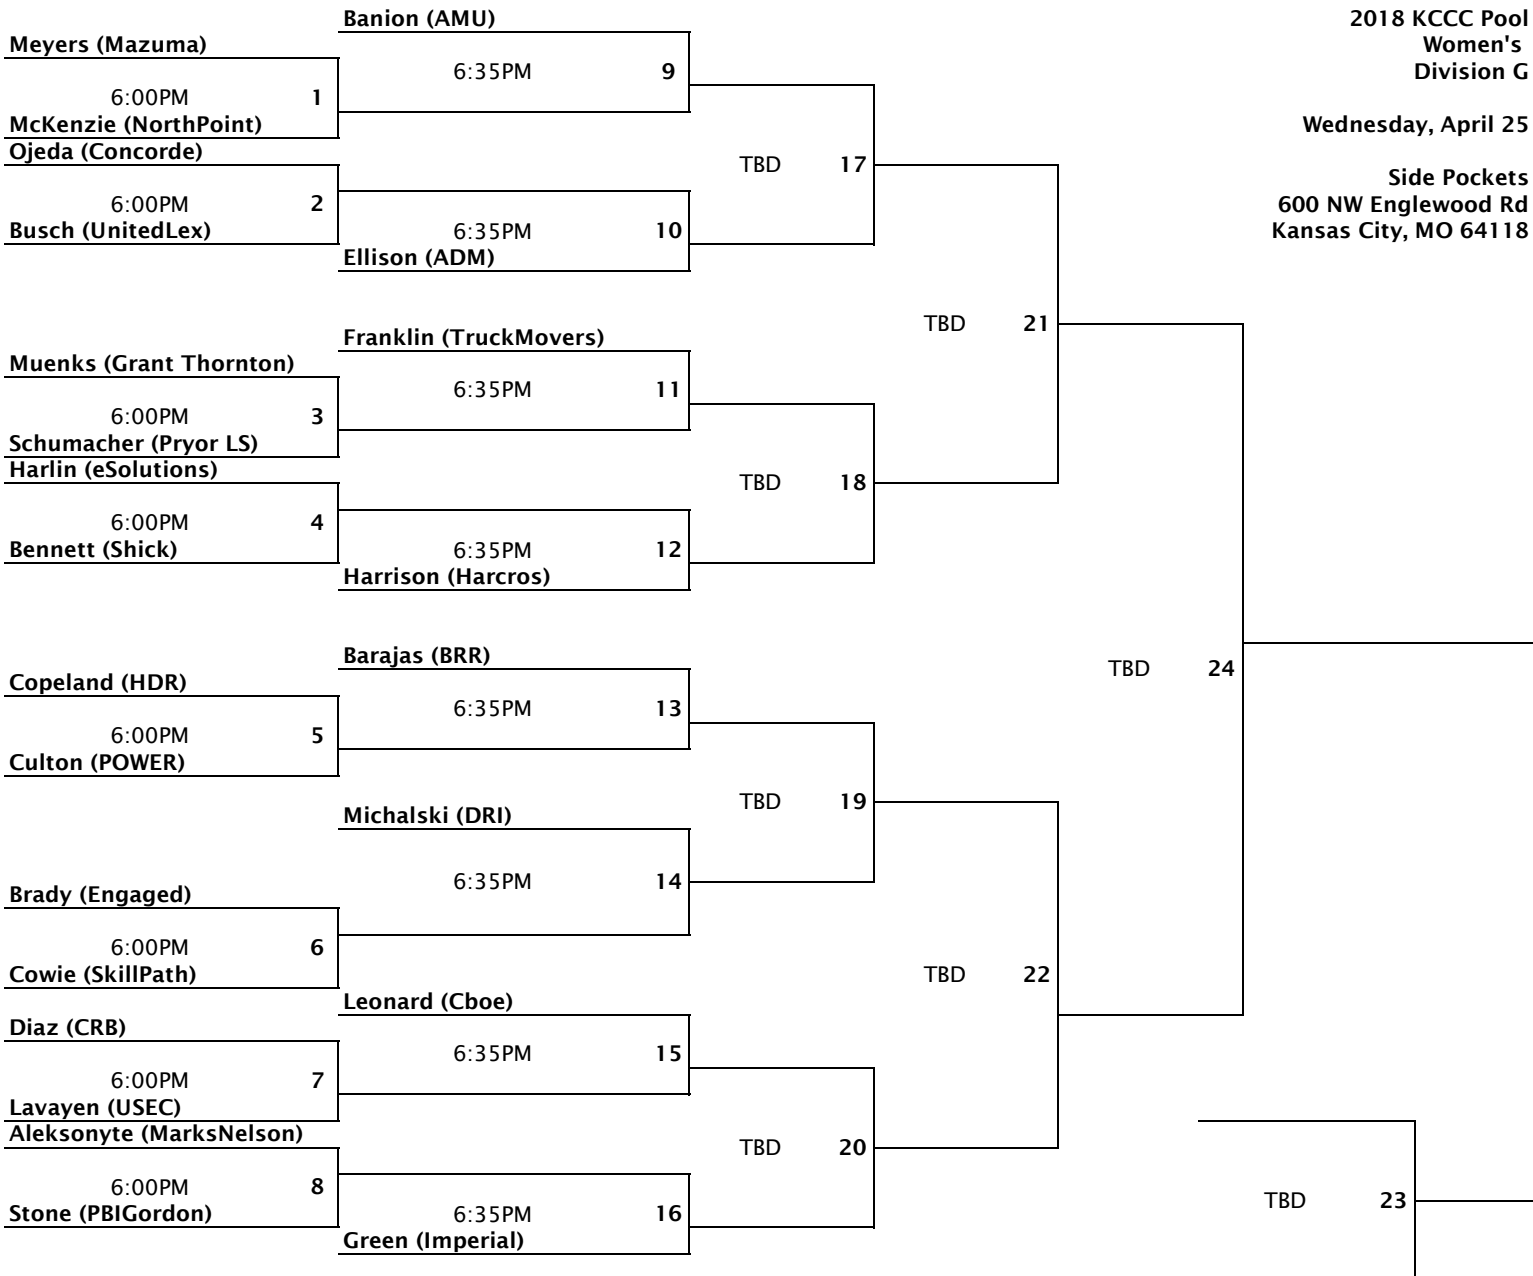 2018 KCCC Pool
Women's
Division G
Wednesday, April 25
Side Pockets
600 NW Englewood Rd
Kansas City, MO 64118
Banion (AMU)
Meyers (Mazuma)
6:35PM 9
6:00PM 1
McKenzie (NorthPoint)
Ojeda (Concorde)
TBD 17
6:00PM 2
Busch (UnitedLex)
6:35PM 10
Ellison (ADM)
TBD 21
Franklin (TruckMovers)
Muenks (Grant Thornton)
6:35PM 11
6:00PM 3
Schumacher (Pryor LS)
Harlin (eSolutions)
TBD 18
6:00PM 4
Bennett (Shick)
6:35PM 12
Harrison (Harcros)
Barajas (BRR)
TBD 24
Copeland (HDR)
6:35PM 13
6:00PM 5
Culton (POWER)
TBD 19
Michalski (DRI)
6:35PM 14
Brady (Engaged)
6:00PM 6
Cowie (SkillPath)
TBD 22
Leonard (Cboe)
Diaz (CRB)
6:35PM 15
6:00PM 7
Lavayen (USEC)
Aleksonyte (MarksNelson)
TBD 20
6:00PM 8
Stone (PBIGordon)
6:35PM 16
Green (Imperial)
TBD 23